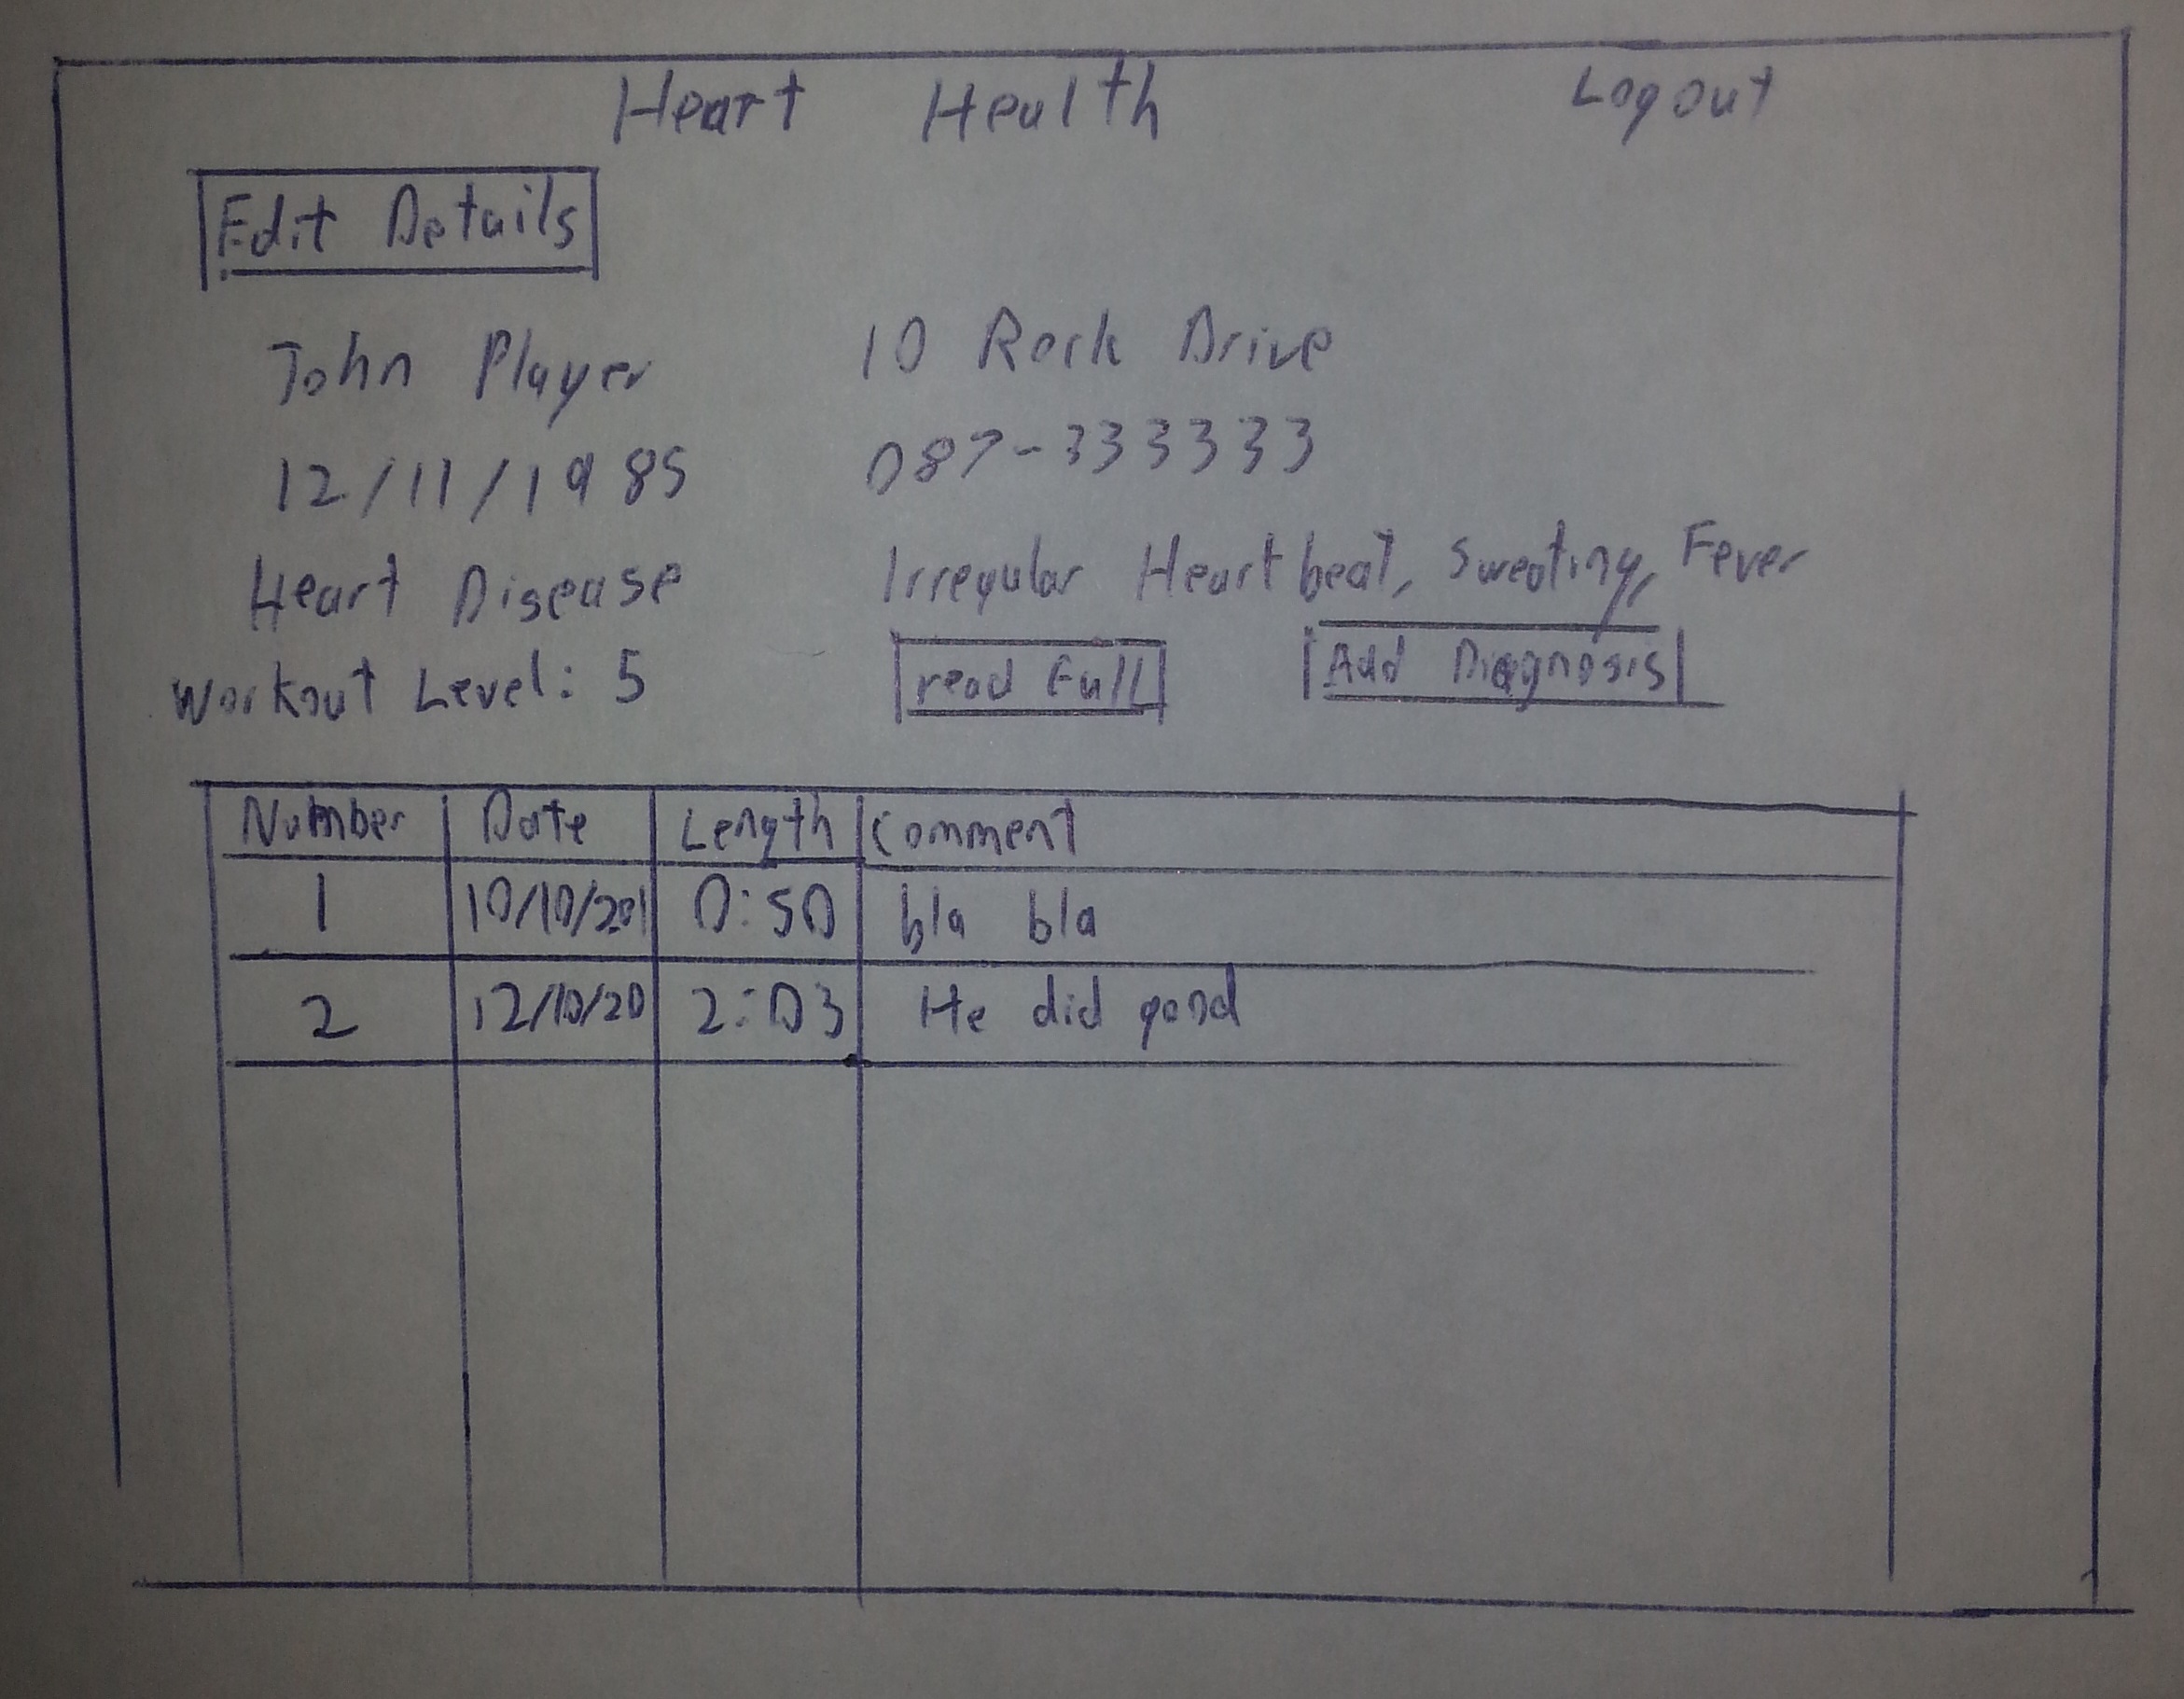 Heart Health Logout
Edit Details
John Player 10 Rock Drive
12/11/1985 087-333333
Heart Disease Irregular Heartbeat, Sweating, Fever
Workout Level: 5 read Full Add Diagnosis
Number Date Length Comment
1 10/10/201 0:50 bla bla
2 12/10/20 2:03 He did good